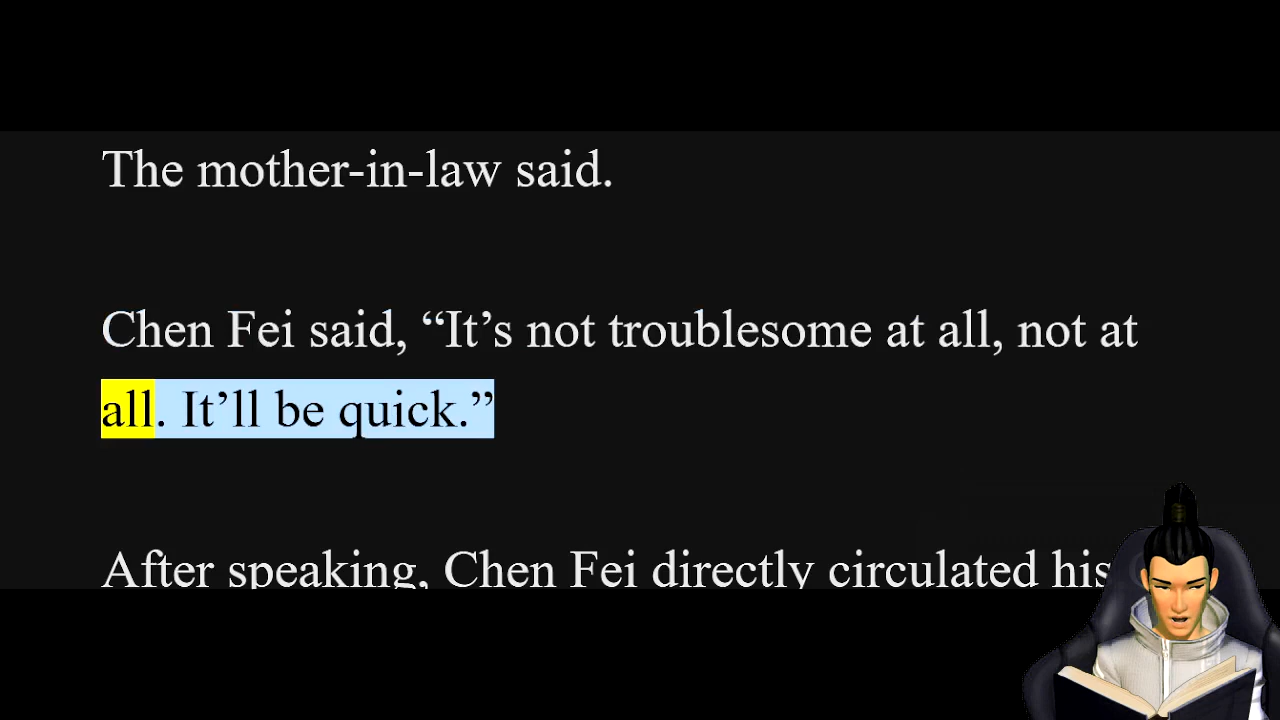 The mother-in-law said.
Chen Fei said, “It’s not troublesome at all, not at
all. It’ll be quick.”
After speaking, Chen Fei directly circulated his